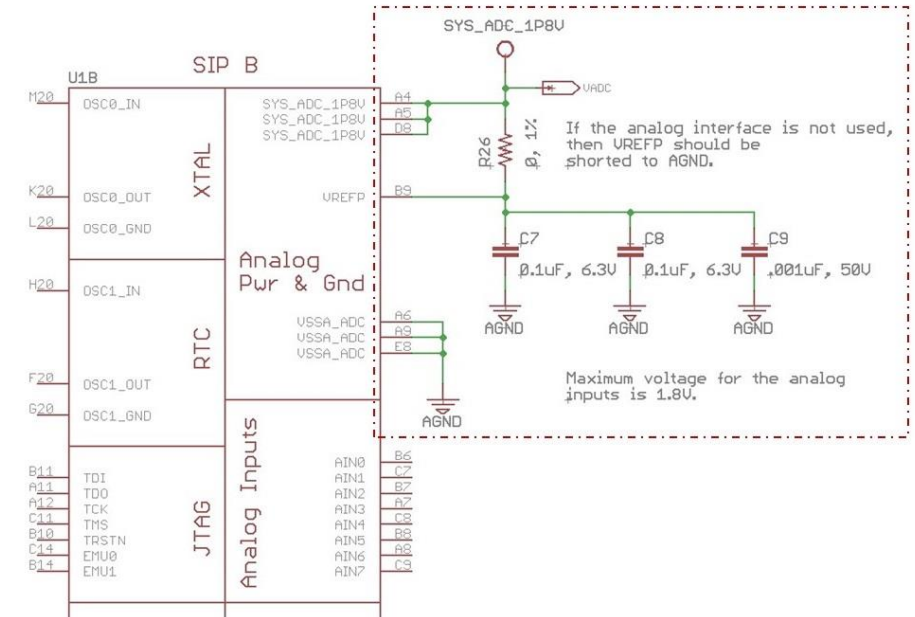 SYS_ADC_1P8V
SIP B
U1B
VADC
M20 OSC0_IN
SYS_ADC_1P8V A4
SYS_ADC_1P8V A5
SYS_ADC_1P8V D8
XTAL
R26
0, 1%
If the analog interface is not used,
then VREFP should be
shorted to AGND.
K20 OSC0_OUT
VREFP B9
L20 OSC0_GND
C7
0.1uF, 6.3V
C8
0.1uF, 6.3V
C9
.001uF, 50V
Analog
Pwr & Gnd
H20 OSC1_IN
AGND
AGND
AGND
VSSA_ADC A6
VSSA_ADC A9
VSSA_ADC E8
RTC
F20 OSC1_OUT
G20 OSC1_GND
AGND
Maximum voltage for the analog
inputs is 1.8V.
B11 TDI
A11 TDO
A12 TCK
C11 TMS
B10 TRSTN
C14 EMU0
B14 EMU1
JTAG
Analog Inputs
AIN0 B6
AIN1 C7
AIN2 B7
AIN3 A7
AIN4 C8
AIN5 B8
AIN6 A8
AIN7 C9